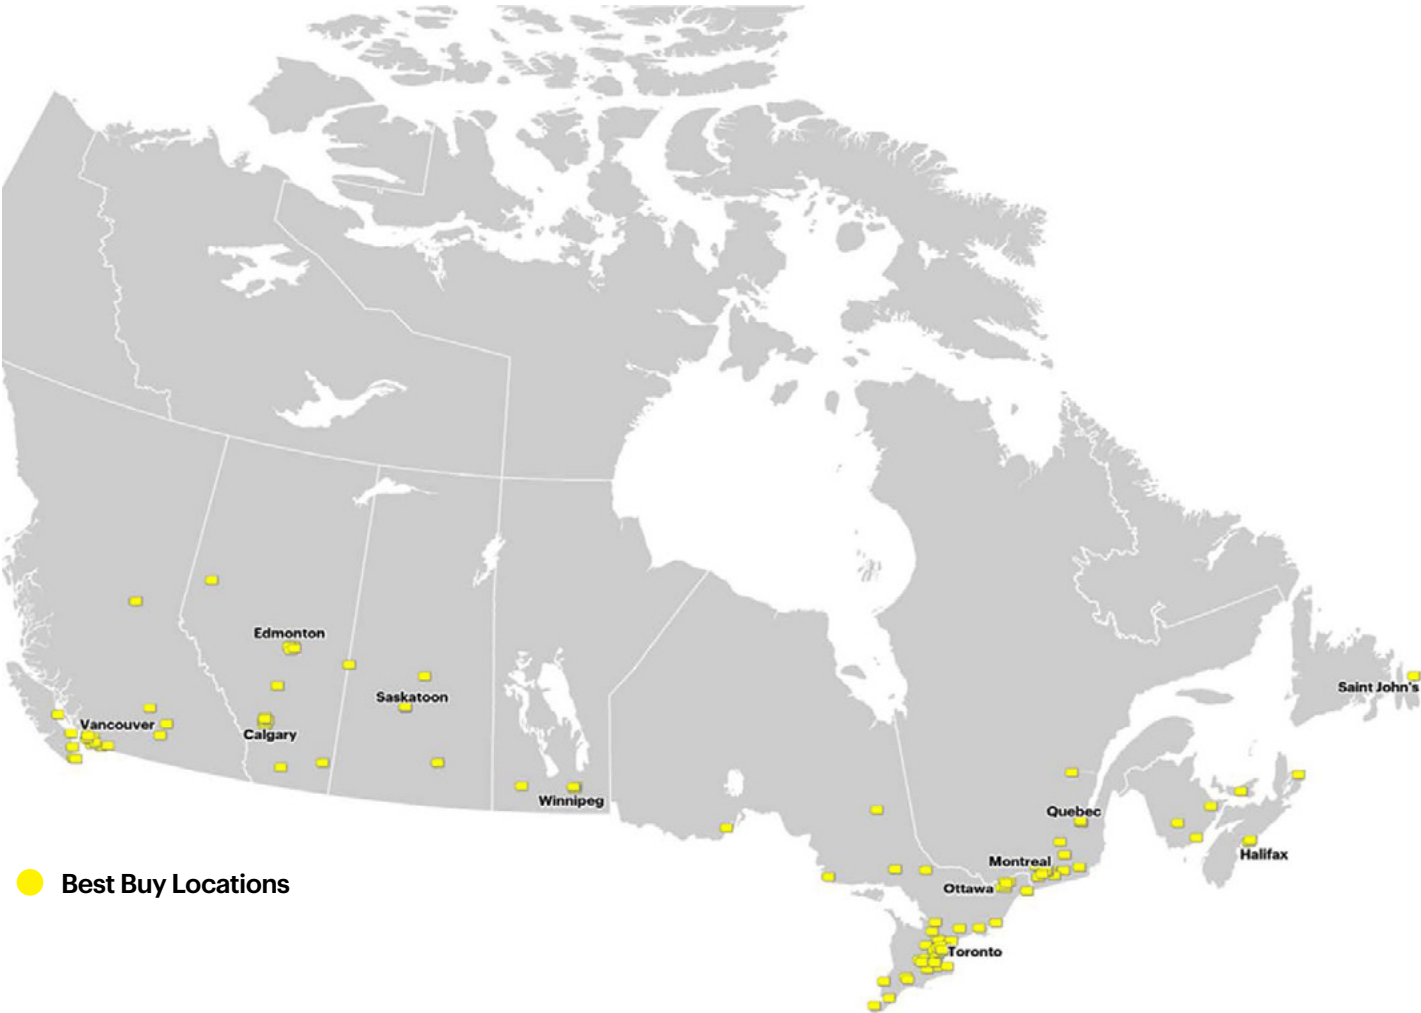 Edmonton
Saskatoon
Saint John's
Vancouver
Calgary
Winnipeg
Quebec
Halifax
Montreal
Best Buy Locations
Ottawa
Toronto